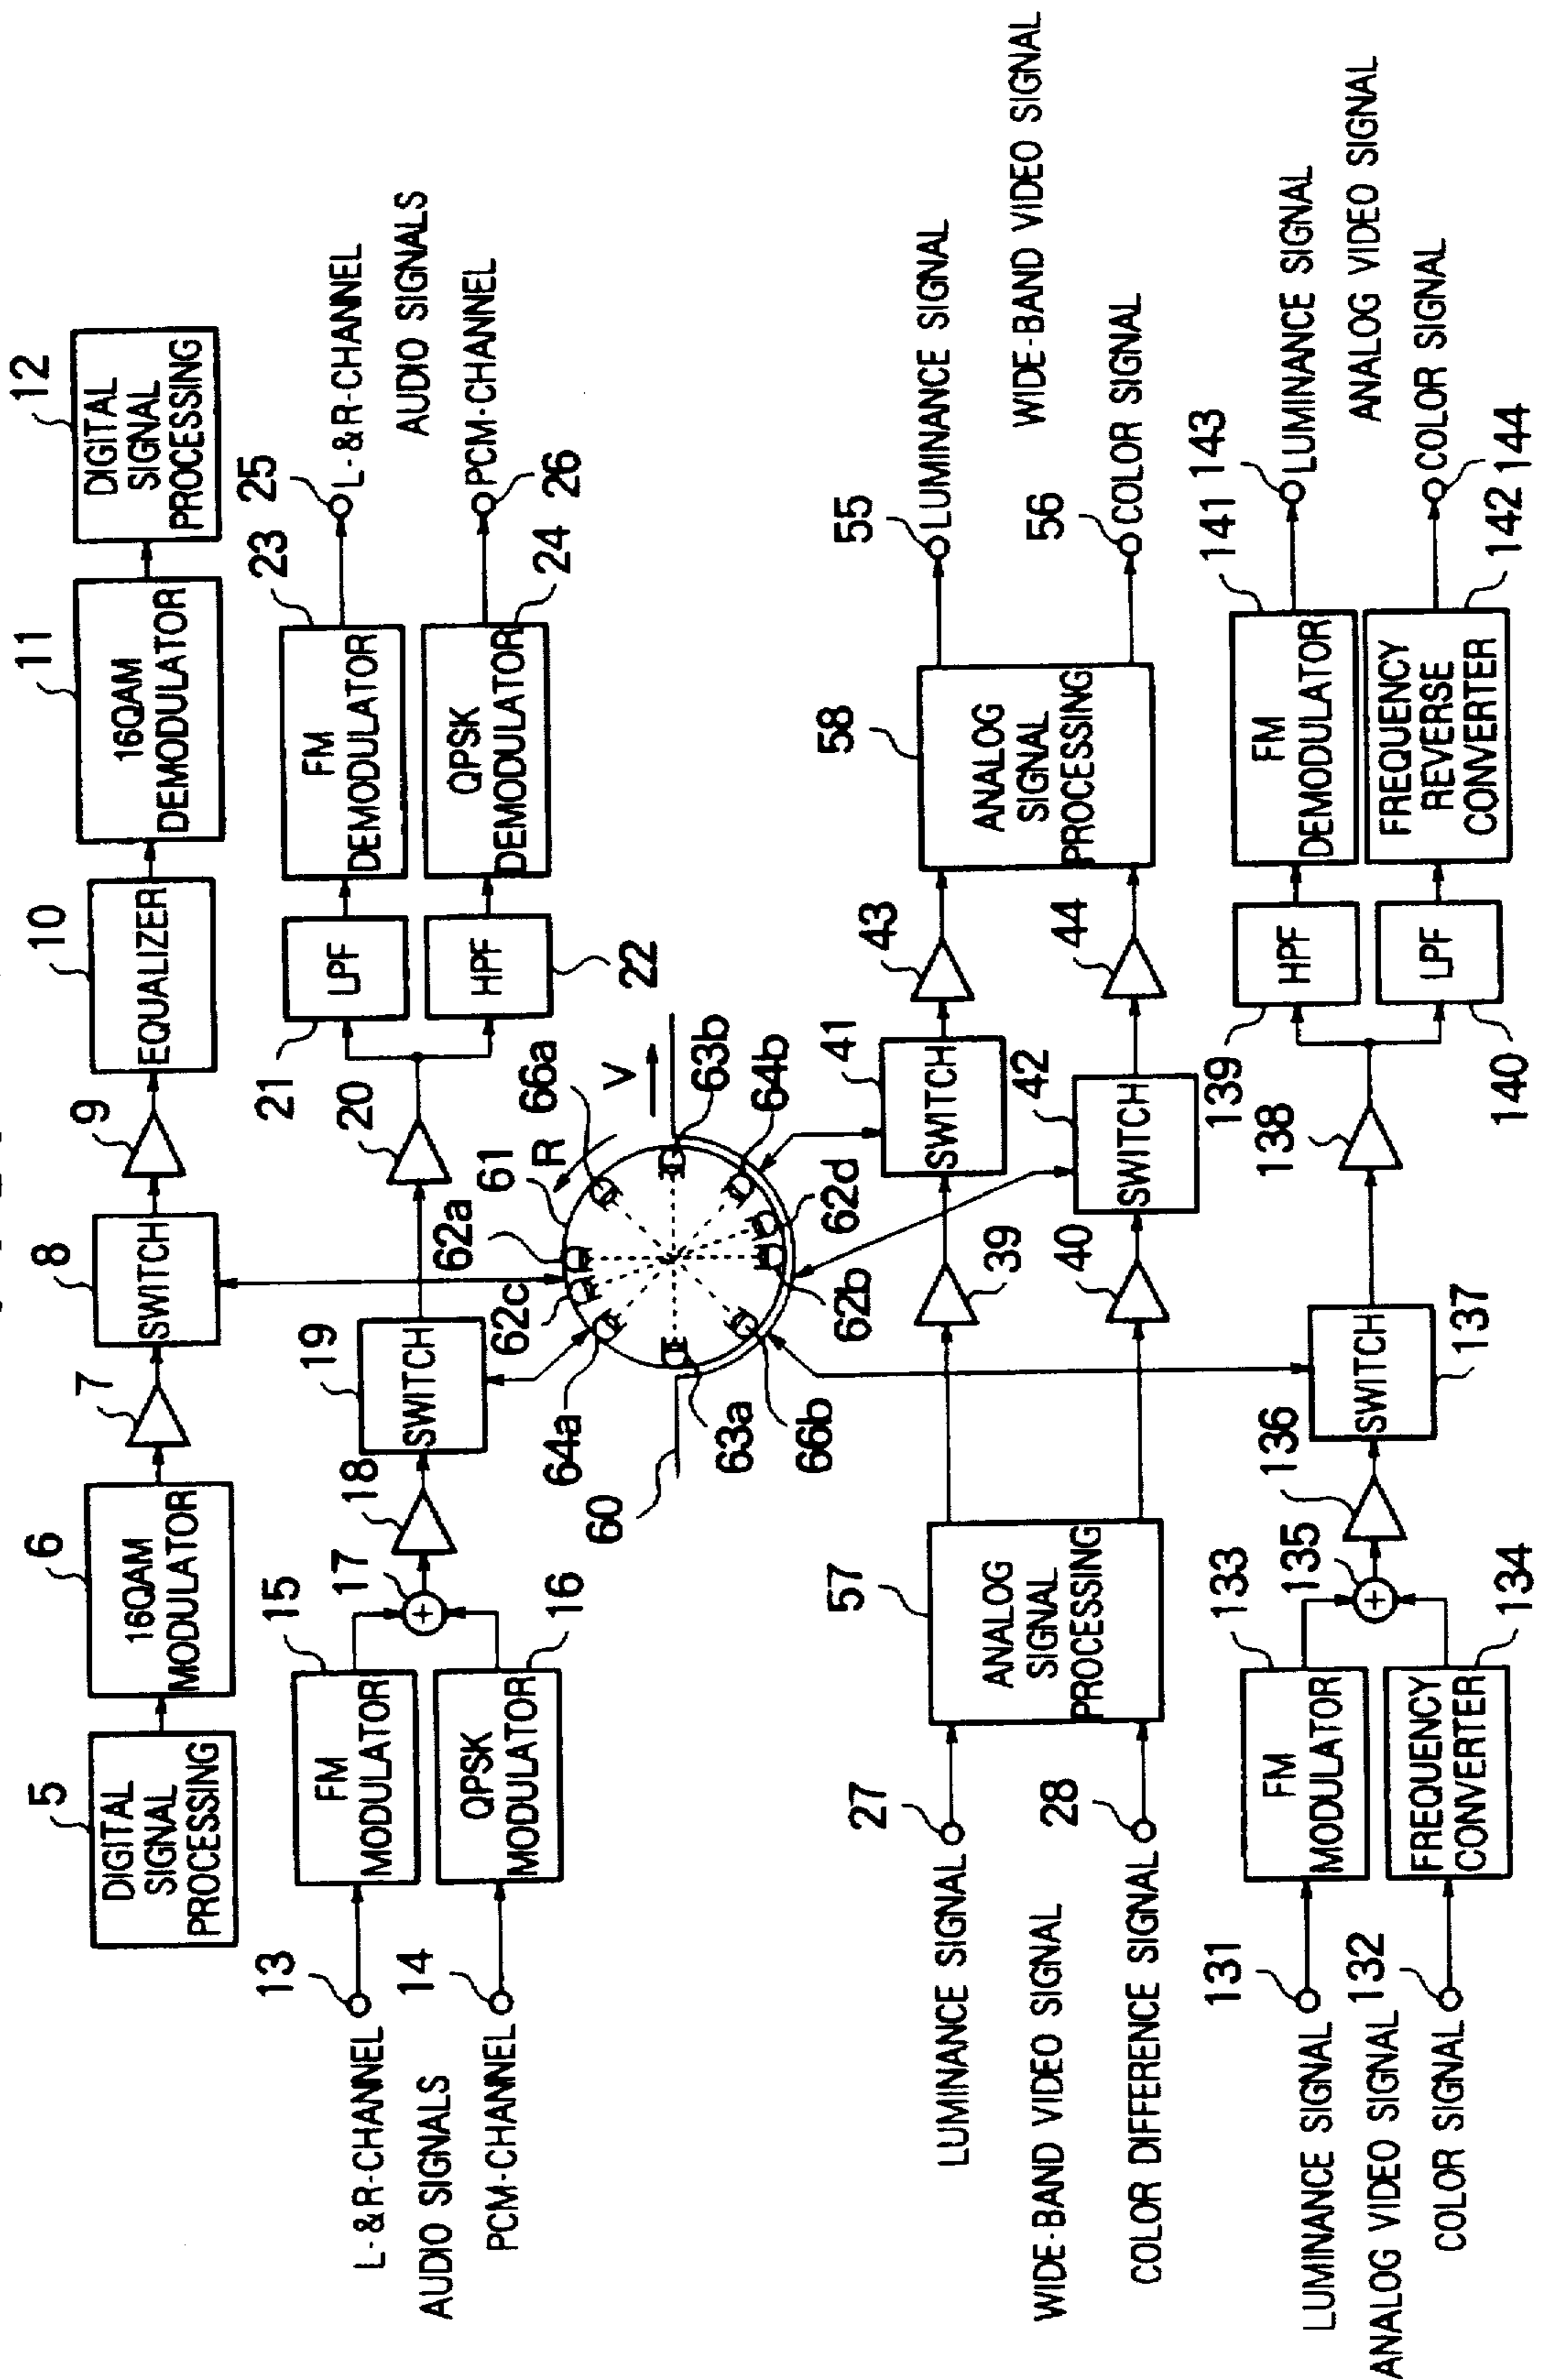 5
DIGITAL
SIGNAL
PROCESSING
6
16QAM
MODULATOR
7
8
SWITCH
9
10
EQUALIZER
11
16QAM
DEMODULATOR
12
DIGITAL
SIGNAL
PROCESSING
13
L-&R-CHANNEL
AUDIO SIGNALS
14
PCM-CHANNEL
15
FM
MODULATOR
QPSK
MODULATOR
16
17
18
19
SWITCH
20
21
LPF
HPF
22
23
FM
DEMODULATOR
QPSK
DEMODULATOR
24
25
L-&R-CHANNEL
AUDIO SIGNALS
PCM-CHANNEL
26
60
64a
62c
62a
61
R
66a
V
63b
64b
62d
62b
66b
63a
27
LUMINANCE SIGNAL
WIDE-BAND VIDEO SIGNAL
28
COLOR DIFFERENCE SIGNAL
57
ANALOG
SIGNAL
PROCESSING
39
40
41
SWITCH
42
SWITCH
43
44
58
ANALOG
SIGNAL
PROCESSING
55
LUMINANCE SIGNAL
WIDE-BAND VIDEO SIGNAL
56
COLOR SIGNAL
131
LUMINANCE SIGNAL
ANALOG VIDEO SIGNAL
132
COLOR SIGNAL
133
FM
MODULATOR
FREQUENCY
CONVERTER
134
135
136
SWITCH
137
138
139
HPF
LPF
140
141
FM
DEMODULATOR
FREQUENCY
REVERSE
CONVERTER
142
143
LUMINANCE SIGNAL
ANALOG VIDEO SIGNAL
COLOR SIGNAL
144